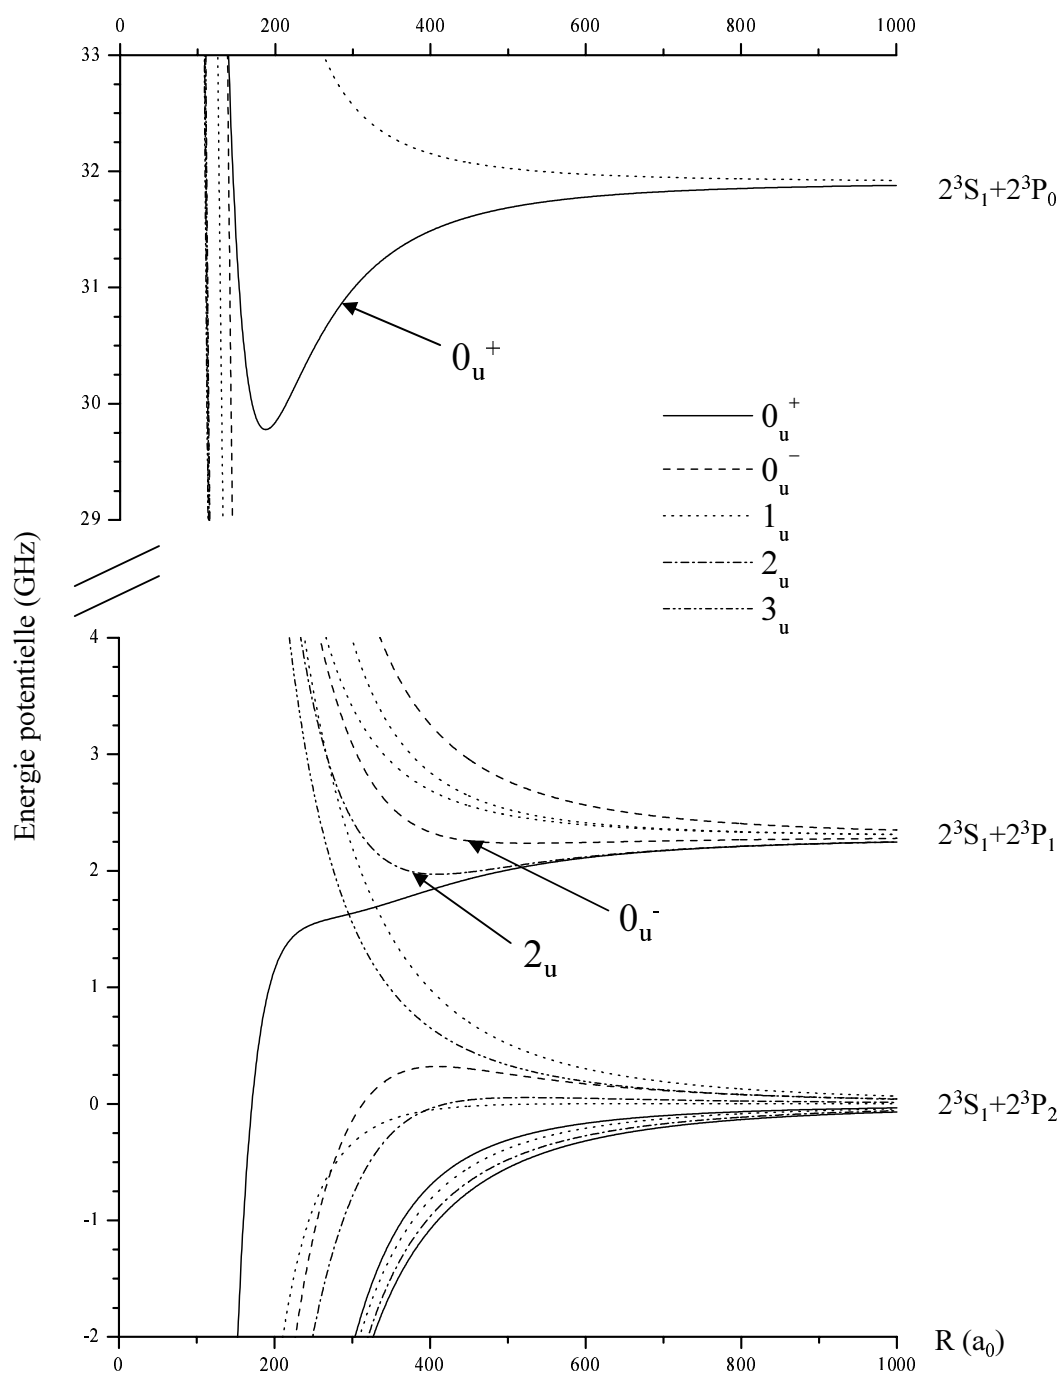 0 200 400 600 800 1000
33
32
2³S₁+2³P₀
31
0ᵤ⁺
30
0ᵤ⁺
0ᵤ⁻
1ᵤ
29
2ᵤ
3ᵤ
Energie potentielle (GHz)
4
3
2³S₁+2³P₁
2
0ᵤ-
2ᵤ
1
0
2³S₁+2³P₂
-1
-2
R (a₀)
0 200 400 600 800 1000